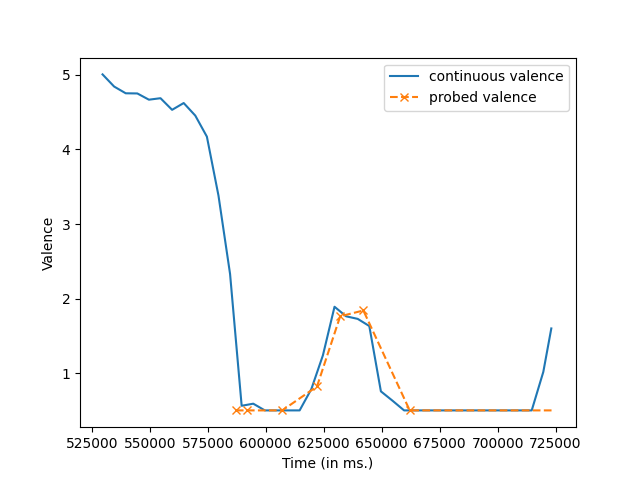 continuous valence
probed valence
5
4
3
2
1
Valence
525000 550000 575000 600000 625000 650000 675000 700000 725000
Time (in ms.)